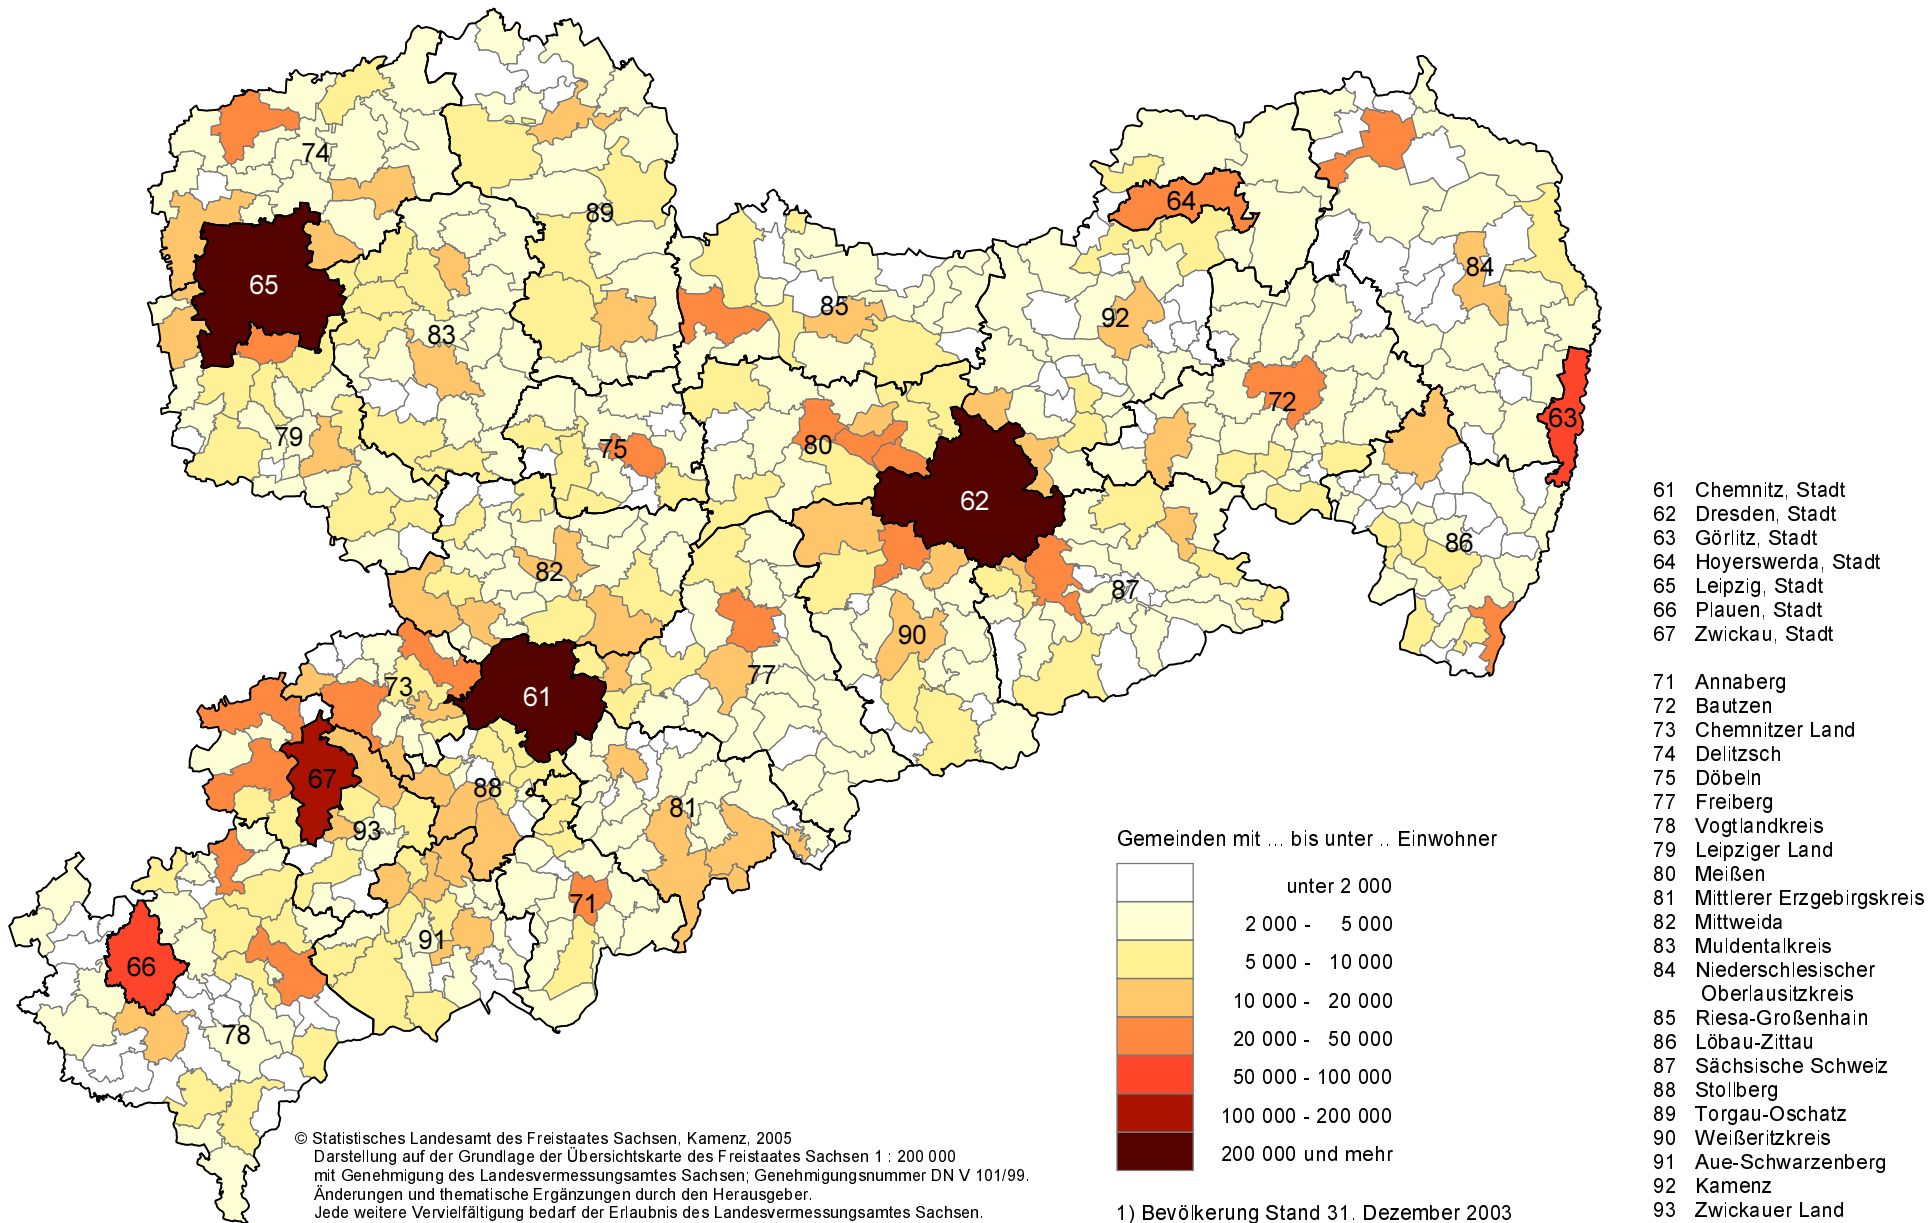 74
89
64
65
83
85
92
84
79
75
80
72
63
62
82
87
86
90
77
73
61
67
88
93
81
71
91
66
78
61 Chemnitz, Stadt
62 Dresden, Stadt
63 Görlitz, Stadt
64 Hoyerswerda, Stadt
65 Leipzig, Stadt
66 Plauen, Stadt
67 Zwickau, Stadt
71 Annaberg
72 Bautzen
73 Chemnitzer Land
74 Delitzsch
75 Döbeln
77 Freiberg
78 Vogtlandkreis
79 Leipziger Land
80 Meißen
81 Mittlerer Erzgebirgskreis
82 Mittweida
83 Muldentalkreis
84 Niederschlesischer
Oberlausitzkreis
85 Riesa-Großenhain
86 Löbau-Zittau
87 Sächsische Schweiz
88 Stollberg
89 Torgau-Oschatz
90 Weißeritzkreis
91 Aue-Schwarzenberg
92 Kamenz
93 Zwickauer Land
Gemeinden mit ... bis unter .. Einwohner
unter 2 000
2 000 - 5 000
5 000 - 10 000
10 000 - 20 000
20 000 - 50 000
50 000 - 100 000
100 000 - 200 000
200 000 und mehr
1) Bevölkerung Stand 31. Dezember 2003
© Statistisches Landesamt des Freistaates Sachsen, Kamenz, 2005
Darstellung auf der Grundlage der Übersichtskarte des Freistaates Sachsen 1 : 200 000
mit Genehmigung des Landesvermessungsamtes Sachsen; Genehmigungsnummer DN V 101/99.
Änderungen und thematische Ergänzungen durch den Herausgeber.
Jede weitere Vervielfältigung bedarf der Erlaubnis des Landesvermessungsamtes Sachsen.